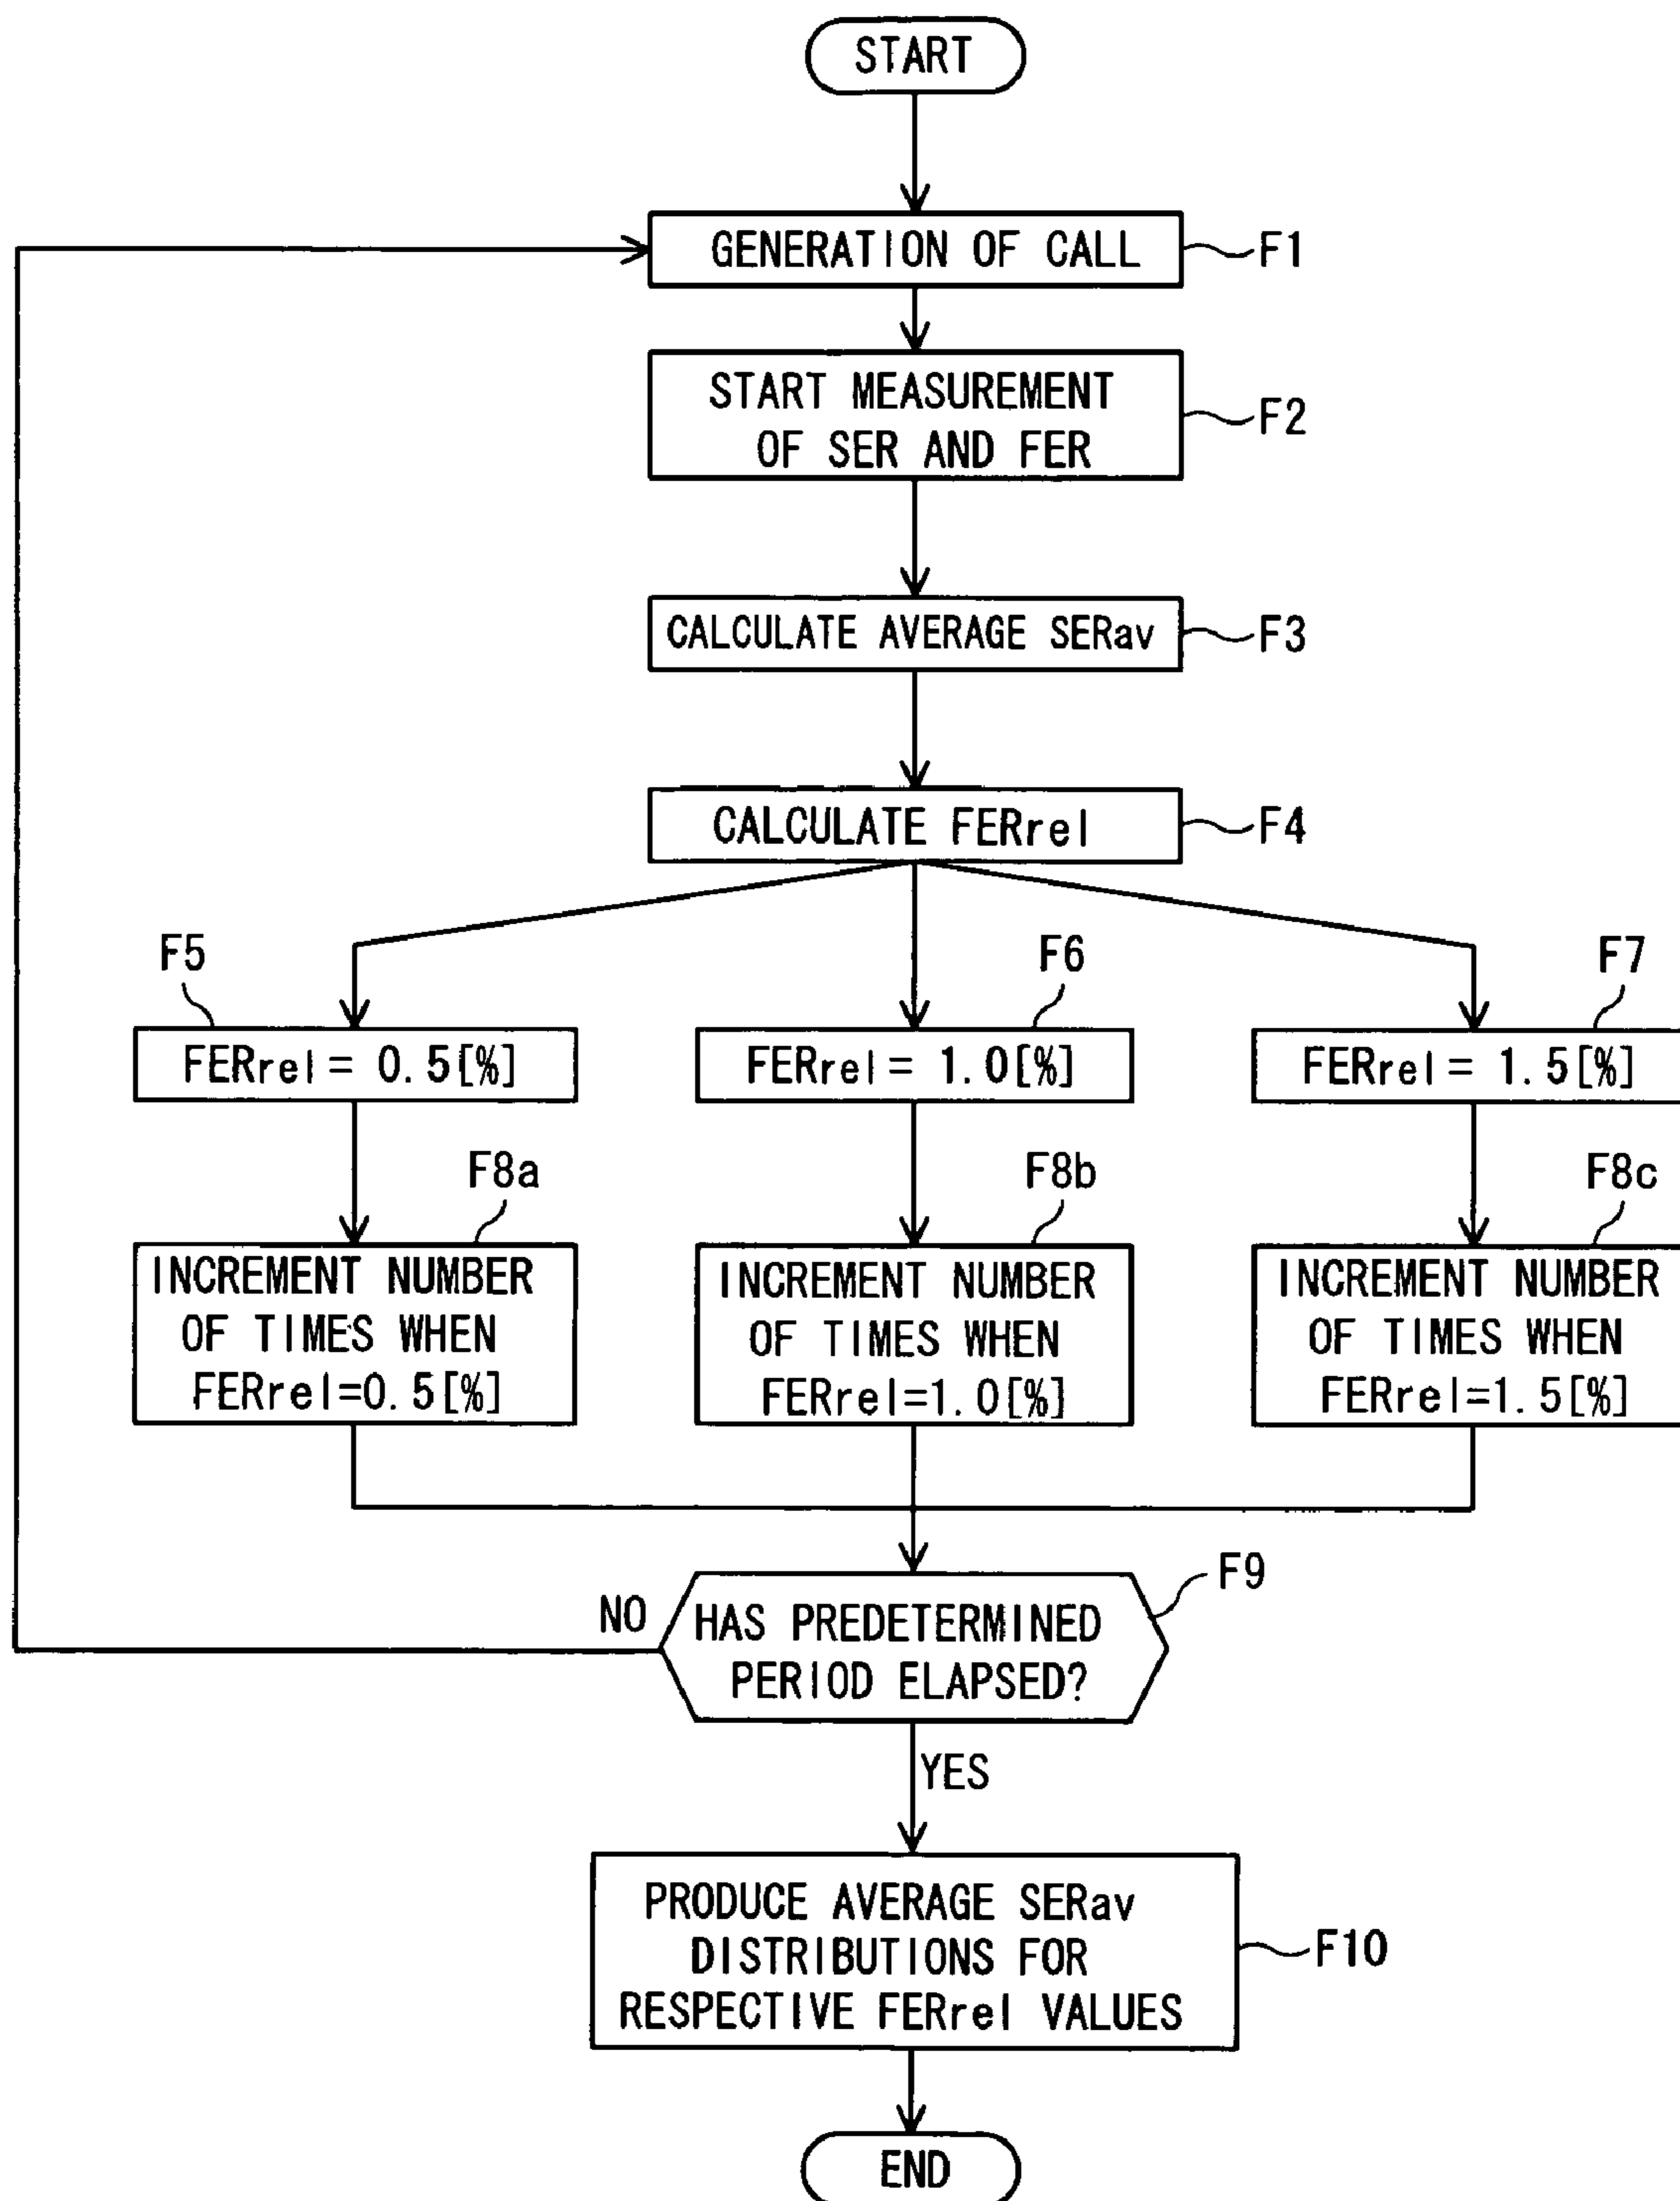 START
GENERATION OF CALL
F1
START MEASUREMENT
OF SER AND FER
F2
CALCULATE AVERAGE SERav
F3
CALCULATE FERrel
F4
F5
F6
F7
FERrel = 0.5[%]
FERrel = 1.0[%]
FERrel = 1.5[%]
F8a
F8b
F8c
INCREMENT NUMBER
OF TIMES WHEN
FERrel=0.5[%]
INCREMENT NUMBER
OF TIMES WHEN
FERrel=1.0[%]
INCREMENT NUMBER
OF TIMES WHEN
FERrel=1.5[%]
F9
NO
HAS PREDETERMINED
PERIOD ELAPSED?
YES
PRODUCE AVERAGE SERav
DISTRIBUTIONS FOR
RESPECTIVE FERrel VALUES
F10
END